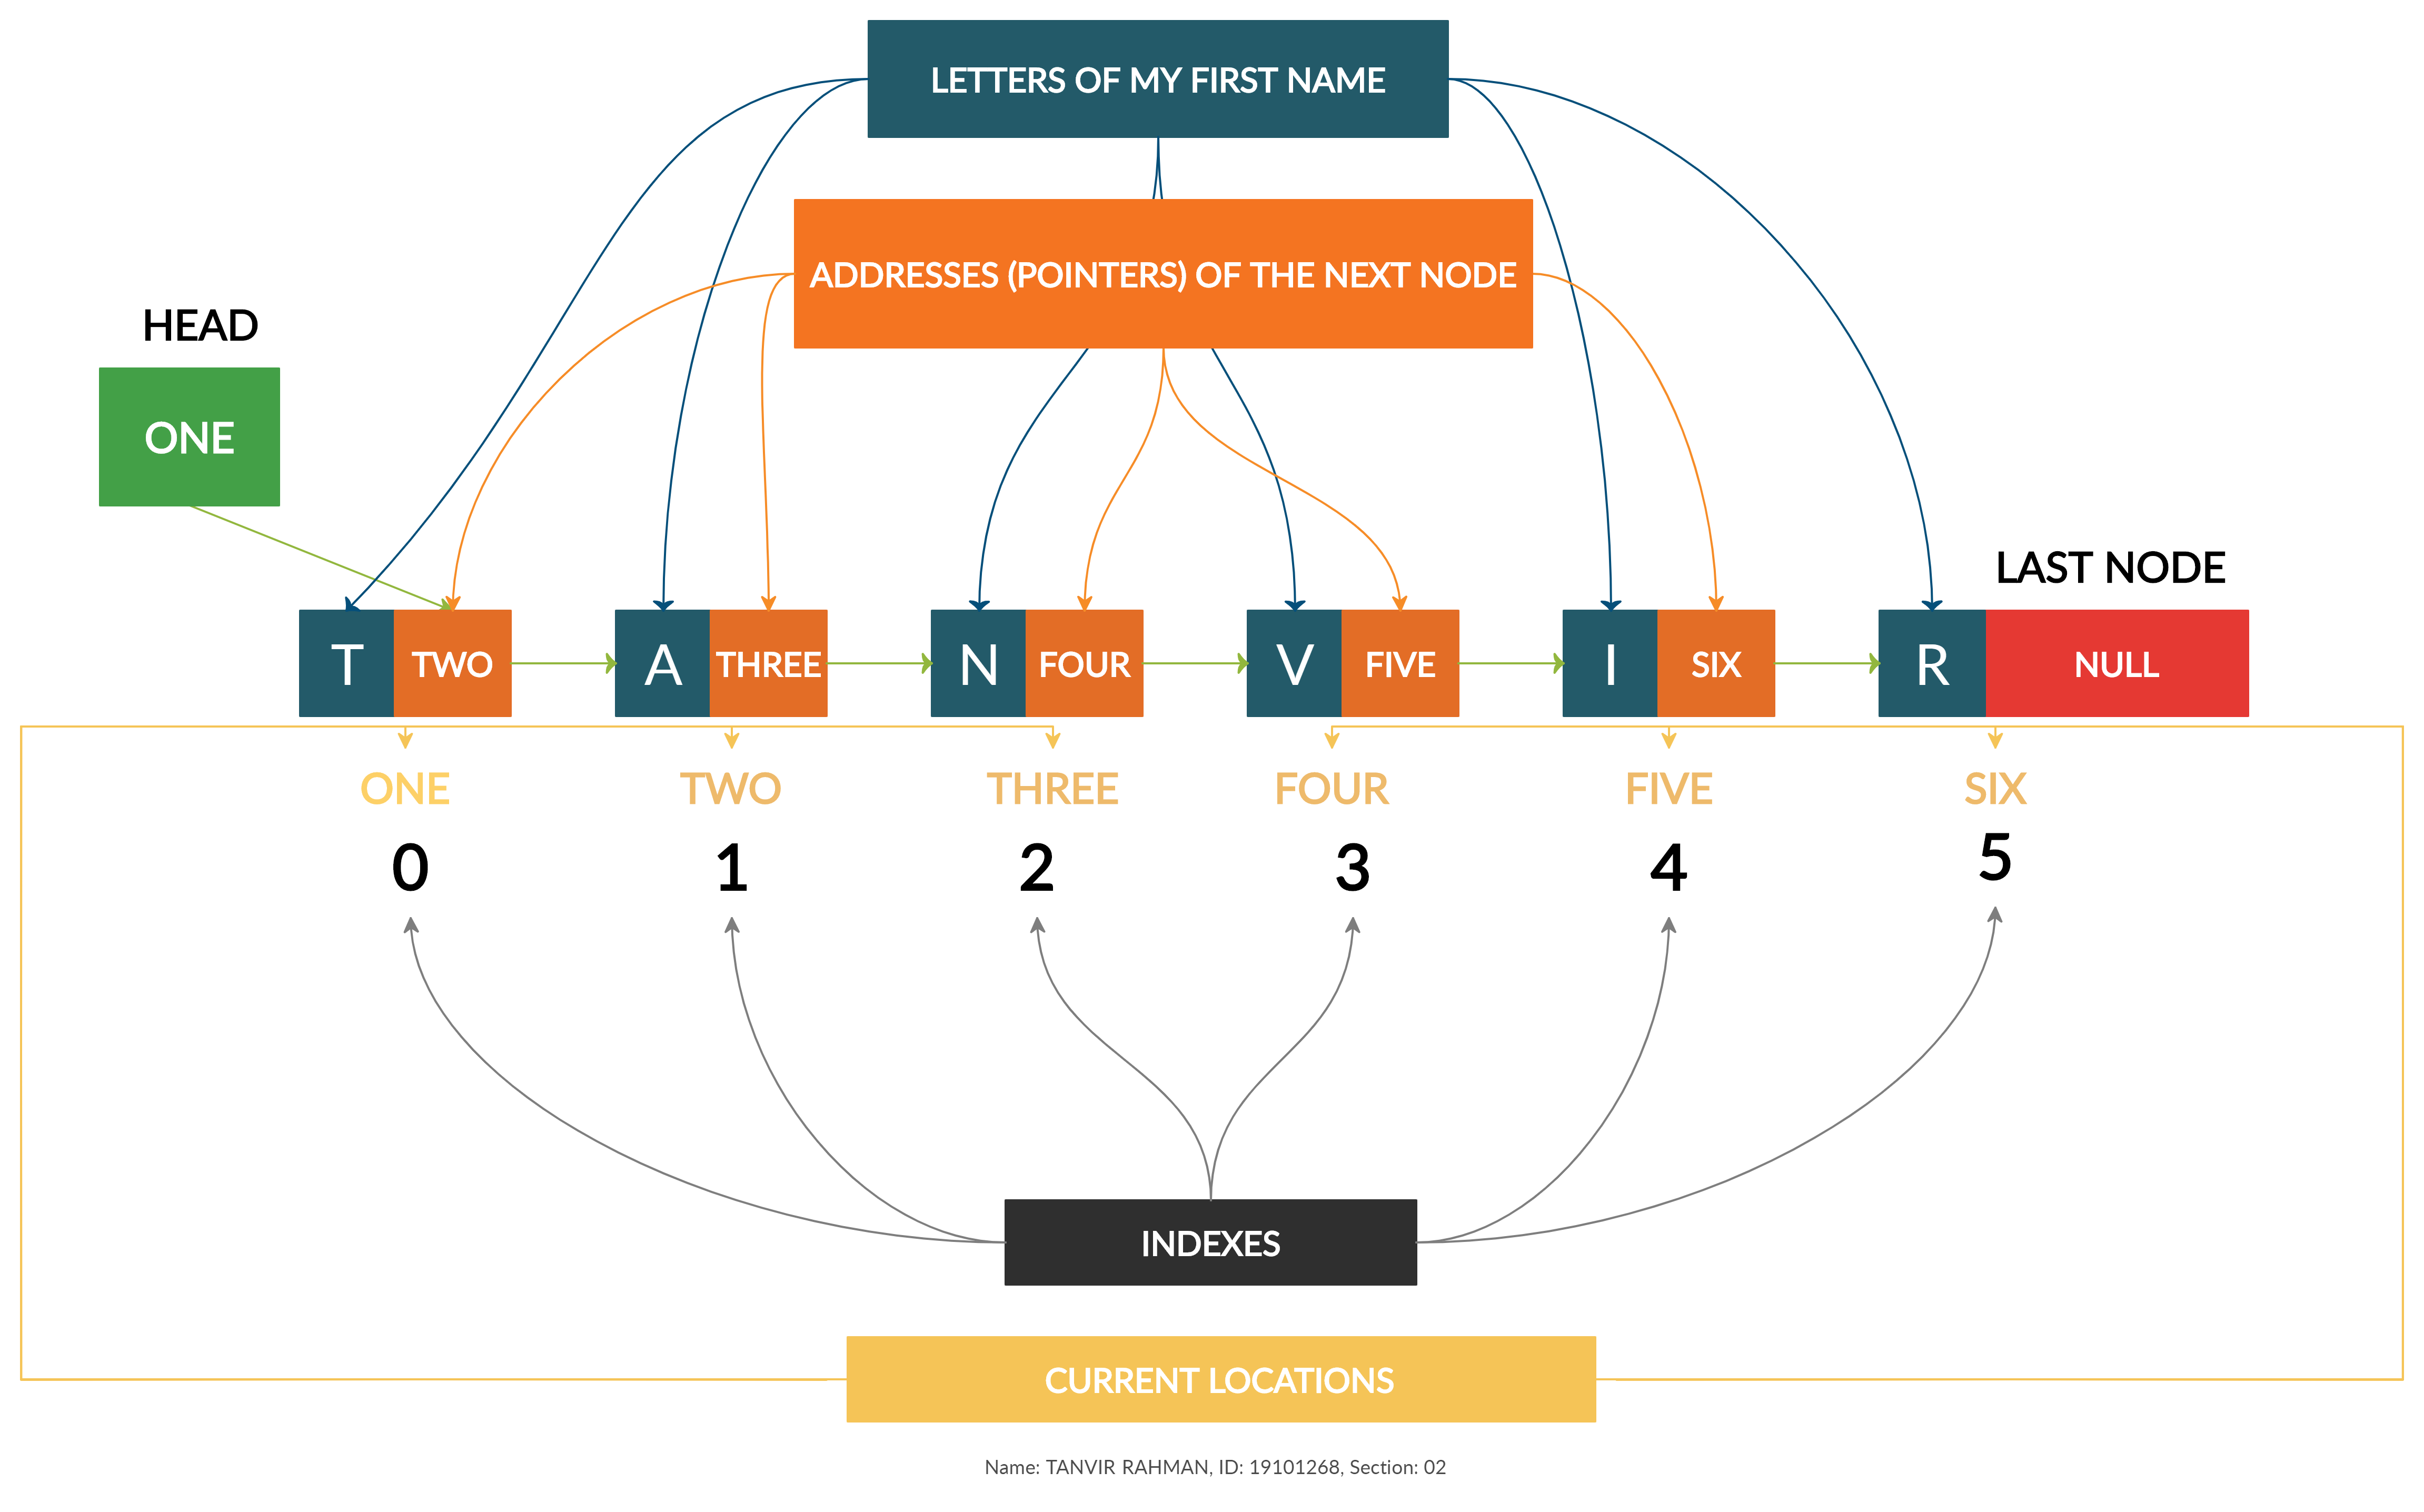 LETTERS OF MY FIRST NAME
ADDRESSES (POINTERS) OF THE NEXT NODE
HEAD
ONE
LAST NODE
T TWO A THREE N FOUR V FIVE I SIX R NULL
ONE TWO THREE FOUR FIVE SIX
0 1 2 3 4 5
INDEXES
CURRENT LOCATIONS
Name: TANVIR RAHMAN, ID: 19101268, Section: 02